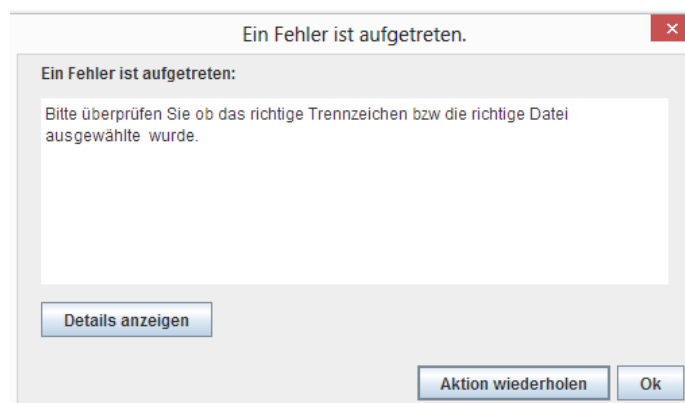 Ein Fehler ist aufgetreten.
Ein Fehler ist aufgetreten:
Bitte überprüfen Sie ob das richtige Trennzeichen bzw die richtige Datei
ausgewählte wurde.
Details anzeigen
Aktion wiederholen Ok